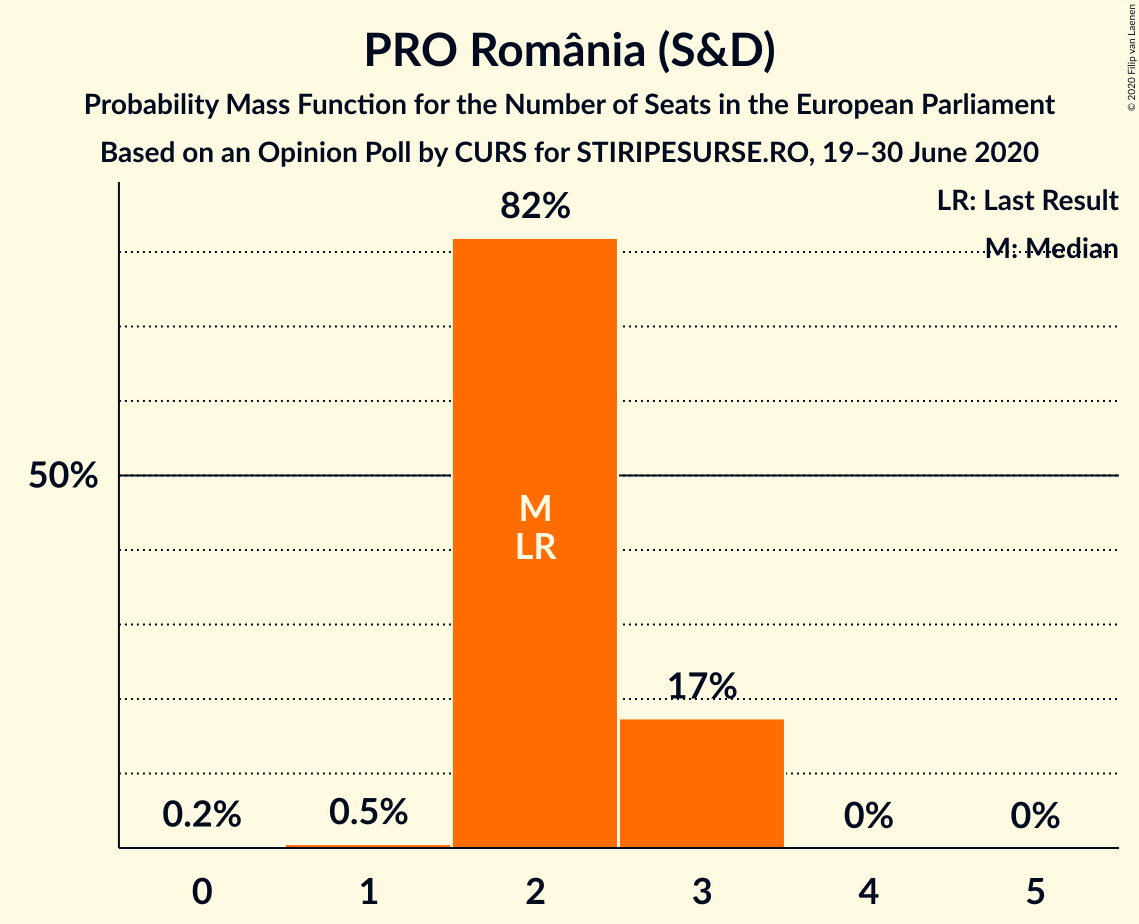 PRO România (S&D)
Probability Mass Function for the Number of Seats in the European Parliament
Based on an Opinion Poll by CURS for STIRIPESURSE.RO, 19–30 June 2020
© 2020 Filip van Laenen
LR: Last Result
M: Median
82%
50%
M
LR
17%
0.2%
0.5%
0%
0%
0
1
2
3
4
5